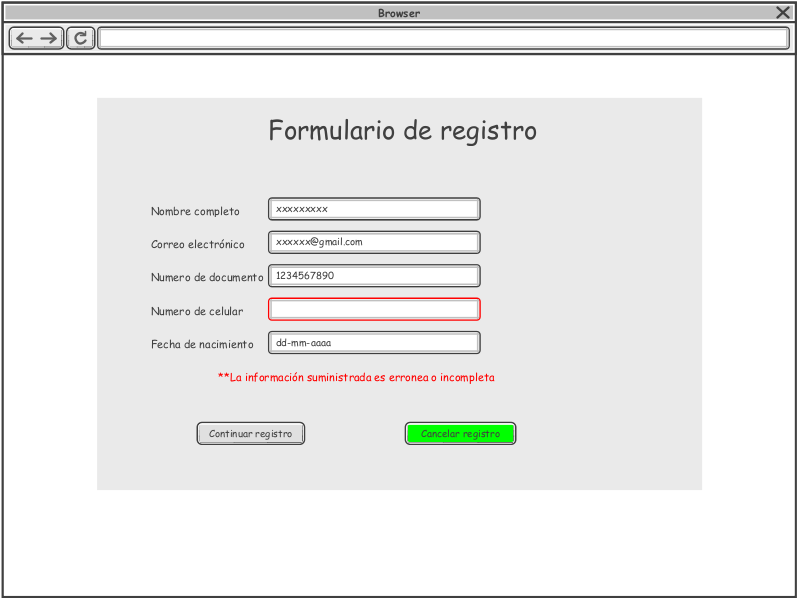 Browser
Formulario de registro
Nombre completo xxxxxxxxx
Correo electrónico xxxxxx@gmail.com
Numero de documento 1234567890
Numero de celular
Fecha de nacimiento dd-mm-aaaa
**La información suministrada es erronea o incompleta
Continuar registro Cancelar registro